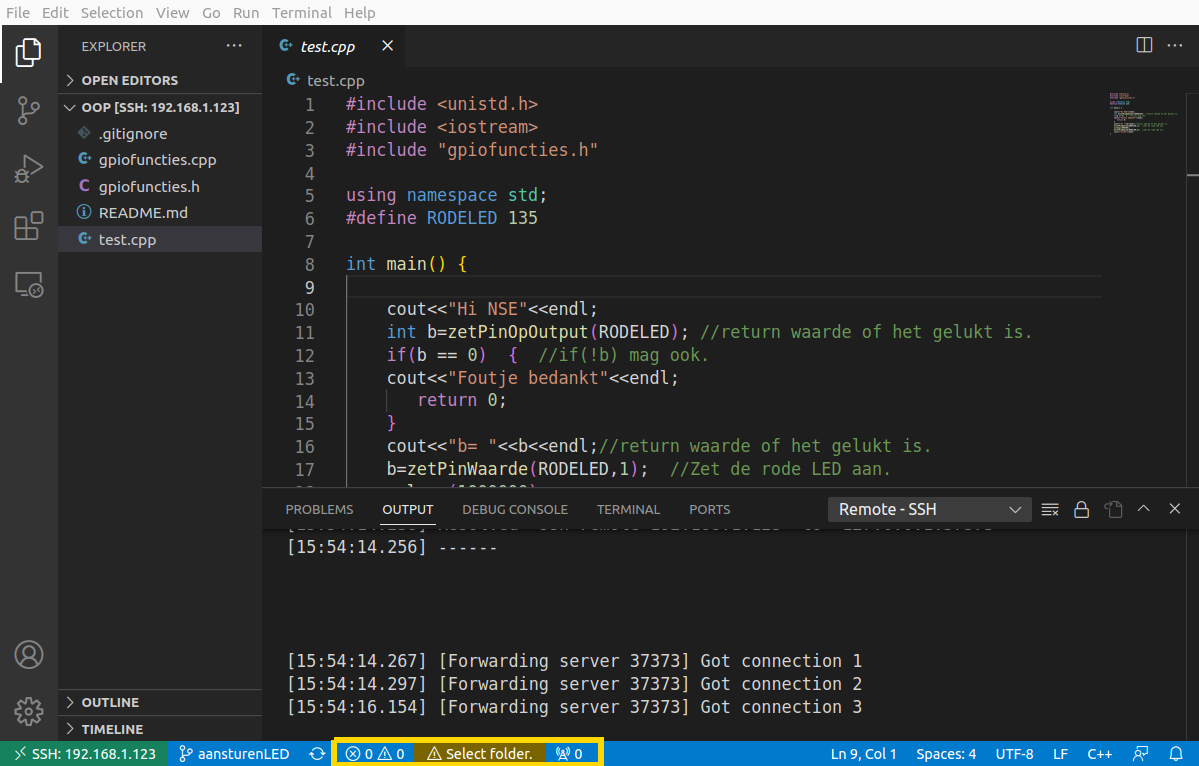 File Edit Selection View Go Run Terminal Help
EXPLORER
OPEN EDITORS
OOP [SSH: 192.168.1.123]
.gitignore
gpiofuncties.cpp
C gpiofuncties.h
README.md
test.cpp
OUTLINE
TIMELINE
test.cpp
test.cpp
1 #include <unistd.h>
2 #include <iostream>
3 #include "gpiofuncties.h"
4
5 using namespace std;
6 #define RODELED 135
7
8 int main() {
9
10 cout<<"Hi NSE"<<endl;
11 int b=zetPinOpOutput(RODELED); //return waarde of het gelukt is.
12 if(b == 0)  {  //if(!b) mag ook.
13 cout<<"Foutje bedankt"<<endl;
14 return 0;
15 }
16 cout<<"b= "<<b<<endl;//return waarde of het gelukt is.
17 b=zetPinWaarde(RODELED,1);  //Zet de rode LED aan.
PROBLEMS OUTPUT DEBUG CONSOLE TERMINAL PORTS Remote - SSH
[15:54:14.256] ------
[15:54:14.267] [Forwarding server 37373] Got connection 1
[15:54:14.297] [Forwarding server 37373] Got connection 2
[15:54:16.154] [Forwarding server 37373] Got connection 3
SSH: 192.168.1.123 aansturenLED 0 0 Select folder. 0 Ln 9, Col 1 Spaces: 4 UTF-8 LF C++